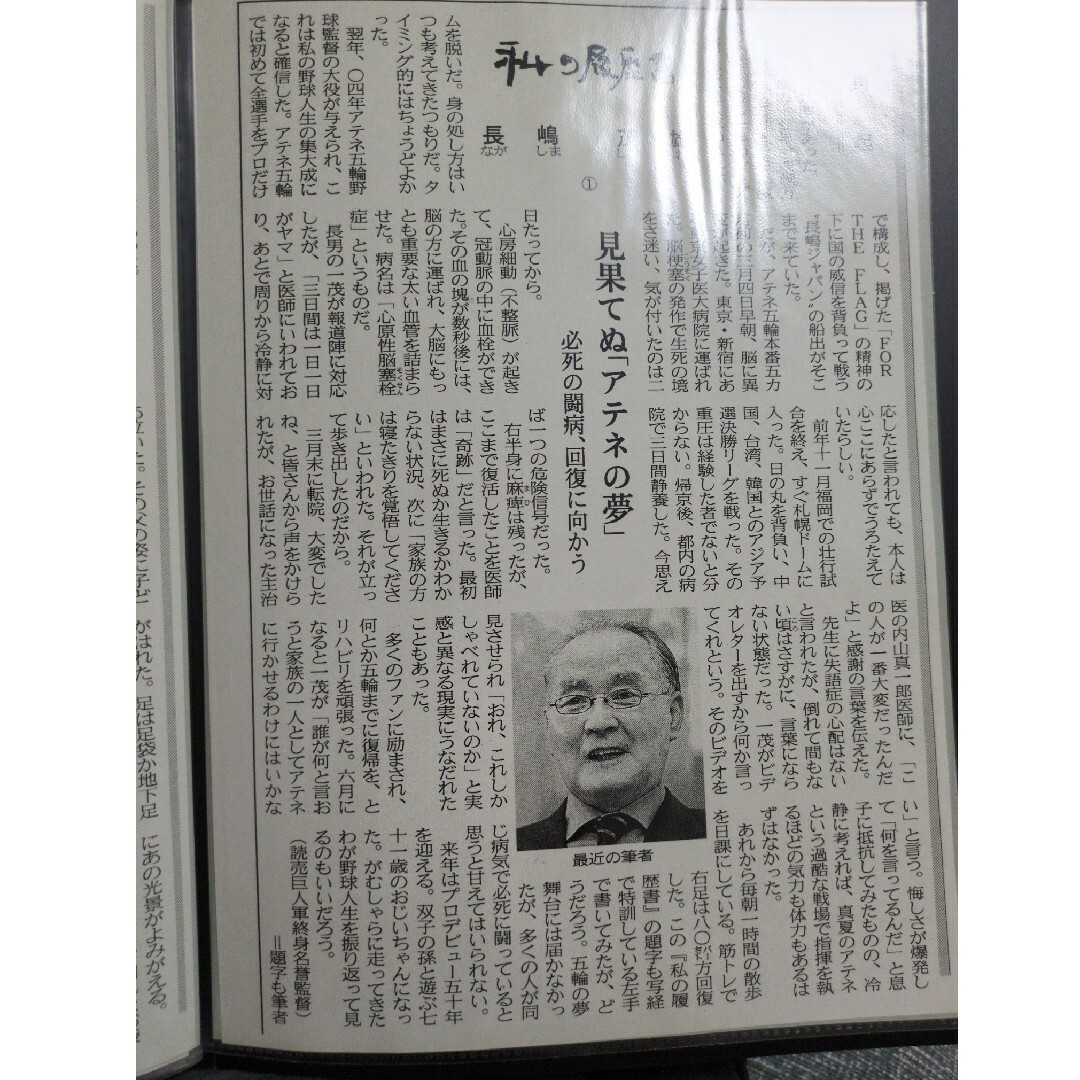 私の履歴書
長嶋
なが しま
①
ムを脱いだ。身の処し方はい
つも考えてきたつもりだ。タ
イミング的にはちょうどよか
った。
翌年、〇四年アテネ五輪野
球監督の大役が与えられ、こ
れは私の野球人生の集大成に
なると確信した。アテネ五輪
では初めて全選手をプロだけ
で構成し、掲げた「FOR
THE FLAG」の精神の
下に国の威信を背負って戦う
“長嶋ジャパン”の船出がそこ
まで来ていた。
だが、アテネ五輪本番五カ
月前の三月四日早朝、脳に異
変が起きた。東京・新宿にあ
る東京女子医大病院に運ばれ
た。脳梗塞の発作で生死の境
をさ迷い、気が付いたのは二
見果てぬ「アテネの夢」
必死の闘病、回復に向かう
日たってから。
心房細動(不整脈)が起き
て、冠動脈の中に血栓ができ
た。その血の塊が数秒後には、
脳の方に運ばれ、大脳にもっ
とも重要な太い血管を詰まら
せた。病名は「心原性脳塞栓
症」というものだ。
長男の一茂が報道陣に対応
したが、「三日間は一日一日
がヤマ」と医師にいわれてお
り、あとで周りから冷静に対
応したと言われても、本人は
心ここにあらずでうろたえて
いたらしい。
前年十一月福岡での壮行試
合を終え、すぐ札幌ドームに
入った。日の丸を背負い、中
国、台湾、韓国とのアジア予
選決勝リーグを戦った。その
重圧は経験した者でないと分
からない。帰京後、都内の病
院で三日間静養した。今思え
ば一つの危険信号だった。
右半身に麻痺は残ったが、
ここまで復活したことを医師
は「奇跡」だと言った。最初
はまさに死ぬか生きるかわか
らない状況、次に「家族の方
は寝たきりを覚悟してくださ
い」といわれた。それが立っ
て歩き出したのだから。
三月末に転院、大変でした
ね、と皆さんから声をかけら
れたが、お世話になった主治
医の内山真一郎医師に、「こ
の人が一番大変だったんだ
よ」と感謝の言葉を伝えた。
先生に失語症の心配はない
と言われたが、倒れて間もな
い頃はさすがに、言葉になら
ない状態だった。一茂がビデ
オレターを出すから何か言っ
てくれという。そのビデオを
見させられ「おれ、これしか
しゃべれていないのか」と実
感と異なる現実にうなだれた
こともあった。
多くのファンに励まされ、
何とか五輪までに復帰を、と
リハビリを頑張った。六月に
なると一茂が「誰が何と言お
うと家族の一人としてアテネ
に行かせるわけにはいかな
い」と言う。悔しさが爆発し
て「何を言ってるんだ」と息
子に抵抗してみたものの、冷
静に考えれば、真夏のアテネ
という過酷な戦場で指揮を執
るほどの気力も体力もあるは
ずはなかった。
あれから毎朝一時間の散歩
を日課にしている。筋トレで
右足は八〇㌫方回復
した。この『私の履
歴書』の題字も写経
で特訓している左手
で書いてみたが、ど
うだろう。五輪の夢
舞台には届かなかっ
たが、多くの人が同
じ病気で必死に闘っていると
思うと甘えてはいられない。
来年はプロデビュー五十年
を迎える。双子の孫と遊ぶ七
十一歳のおじいちゃんになっ
た。がむしゃらに走ってきた
わが野球人生を振り返って見
るのもいいだろう。
(読売巨人軍終身名誉監督)
=題字も筆者
最近の筆者
その父の姿に子ど
がはれた。足は足袋か地下足
にあの光景がよみがえる。